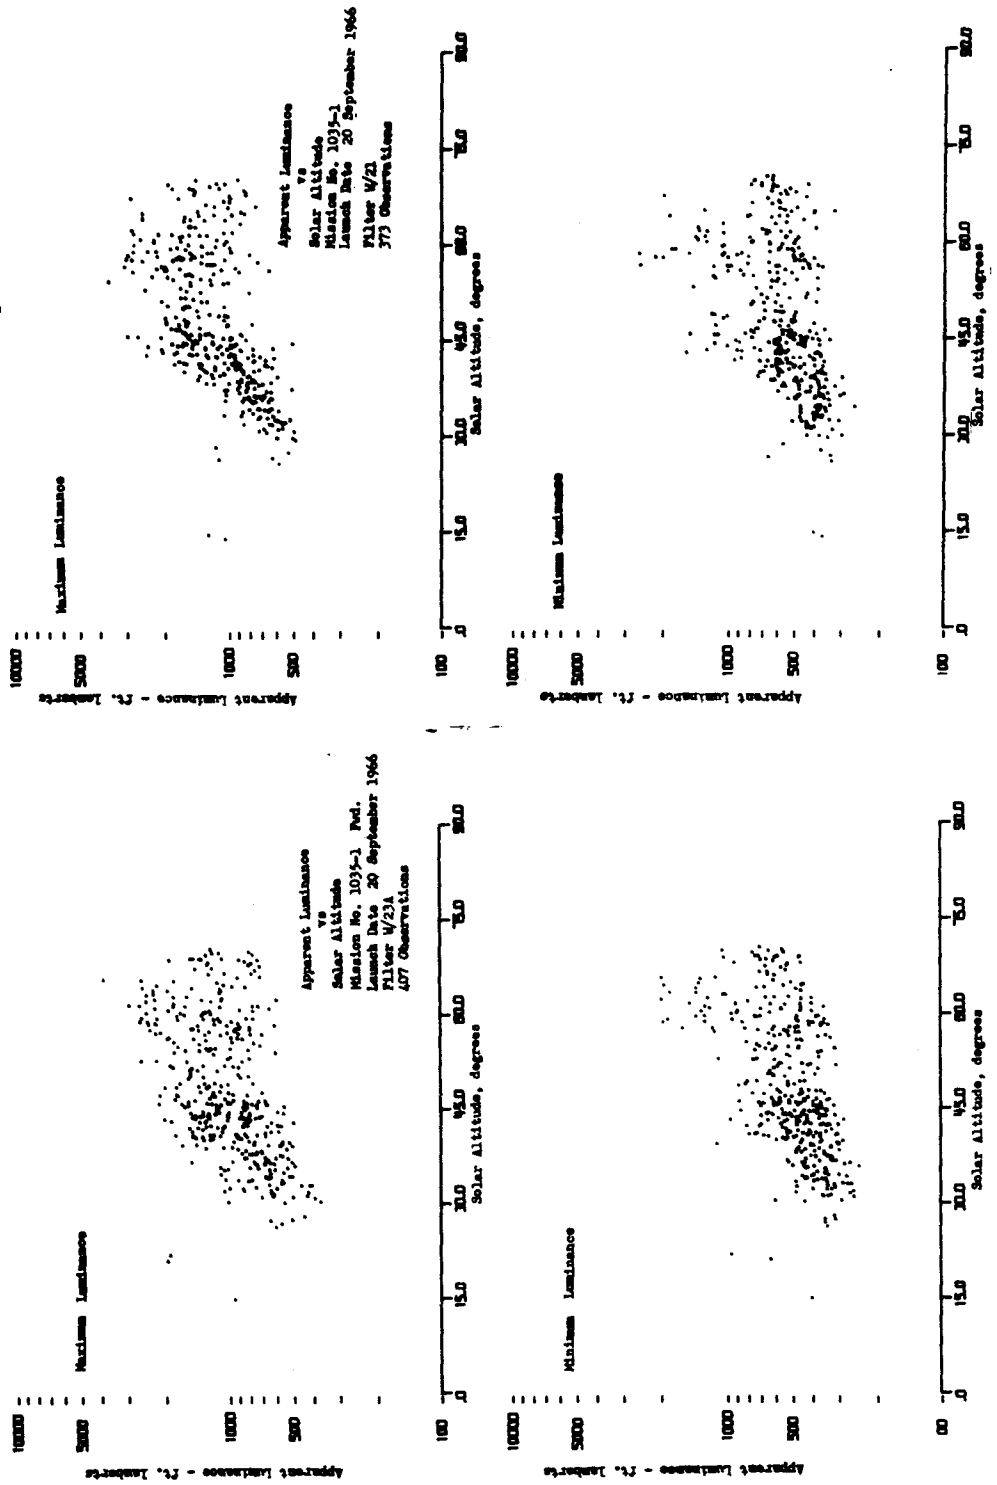 Maximum Luminance
Apparent Luminance
vs
Solar Altitude
Mission No. 1035-1 Fwd.
Launch Date 20 September 1966
Filter W/23A
407 Observations
Apparent Luminance - ft. lamberts
10000
5000
1000
500
100
.0
15.0
30.0
45.0
60.0
75.0
90.0
Solar Altitude, degrees
Minimum Luminance
Apparent Luminance - ft. lamberts
10000
5000
1000
500
00
.0
15.0
30.0
45.0
60.0
75.0
90.0
Solar Altitude, degrees
Maximum Luminance
Apparent Luminance
vs
Solar Altitude
Mission No. 1035-1
Launch Date 20 September 1966
Filter W/21
373 Observations
Apparent Luminance - ft. lamberts
10000
5000
1000
500
100
.0
15.0
30.0
45.0
60.0
75.0
90.0
Solar Altitude, degrees
Minimum Luminance
Apparent Luminance - ft. lamberts
10000
5000
1000
500
100
.0
15.0
30.0
45.0
60.0
75.0
90.0
Solar Altitude, degrees